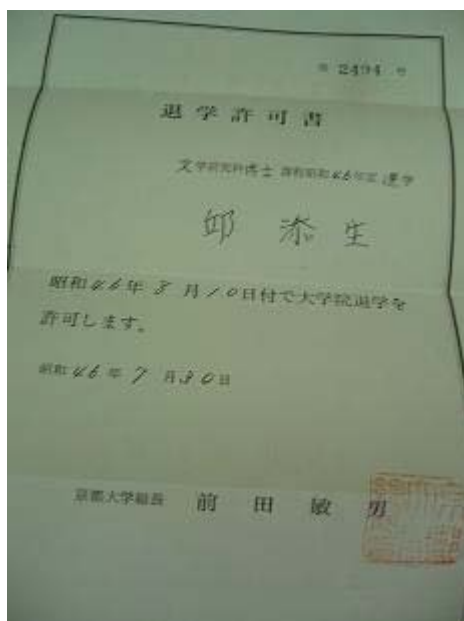 第 2494 号
退学許可書
文学研究科博士課程昭和46年度進学
邱添生
昭和46年8月10日付で大学院退学を
許可します。
昭和46年7月30日
京都大学総長 前田敏男